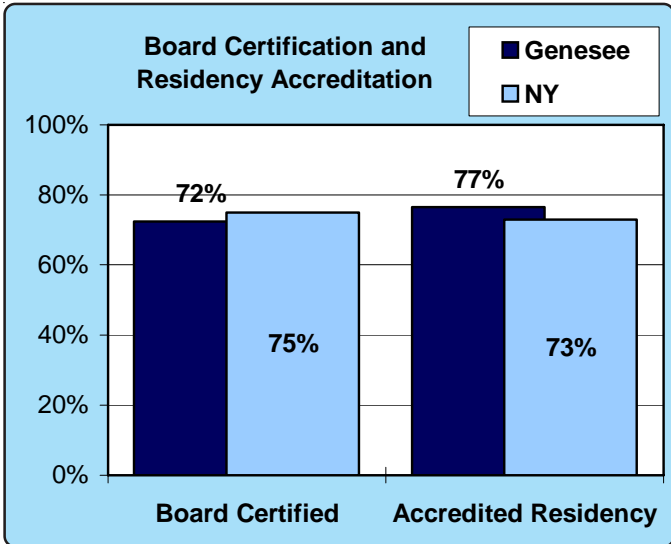 Board Certification and
Residency Accreditation
Genesee
NY
100%
80%
60%
40%
20%
0%
72%
75%
77%
73%
Board Certified
Accredited Residency